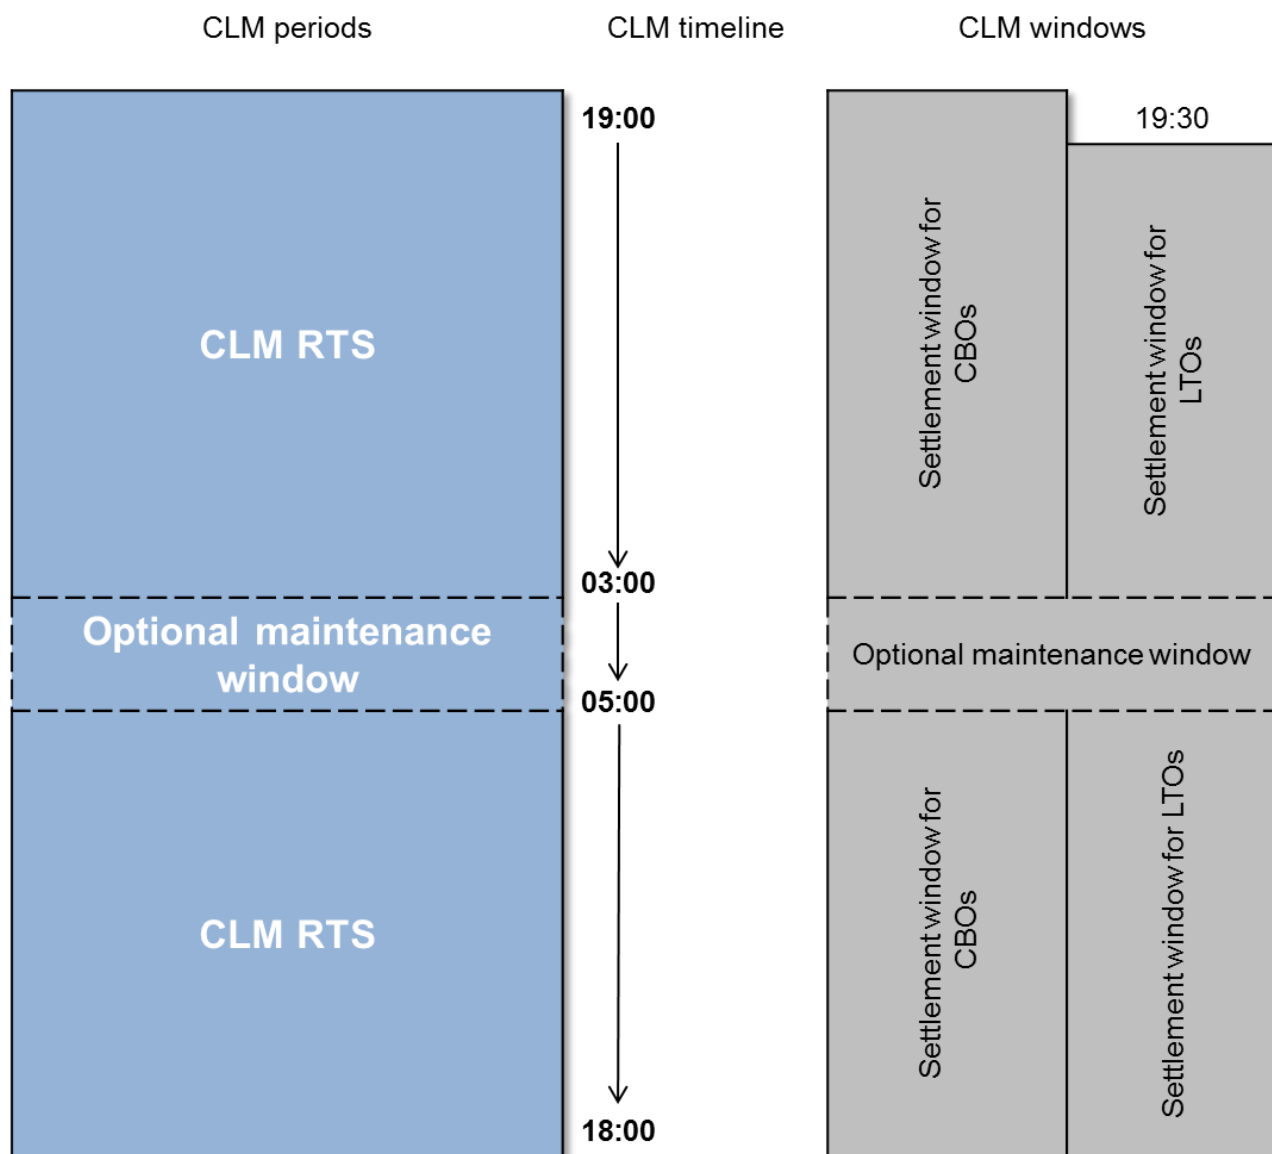 CLM periods
CLM timeline
CLM windows
19:00
19:30
CLM RTS
Settlement window for
CBOs
Settlement window for
LTOs
03:00
Optional maintenance
window
Optional maintenance window
05:00
CLM RTS
Settlement window for
CBOs
Settlement window for LTOs
18:00